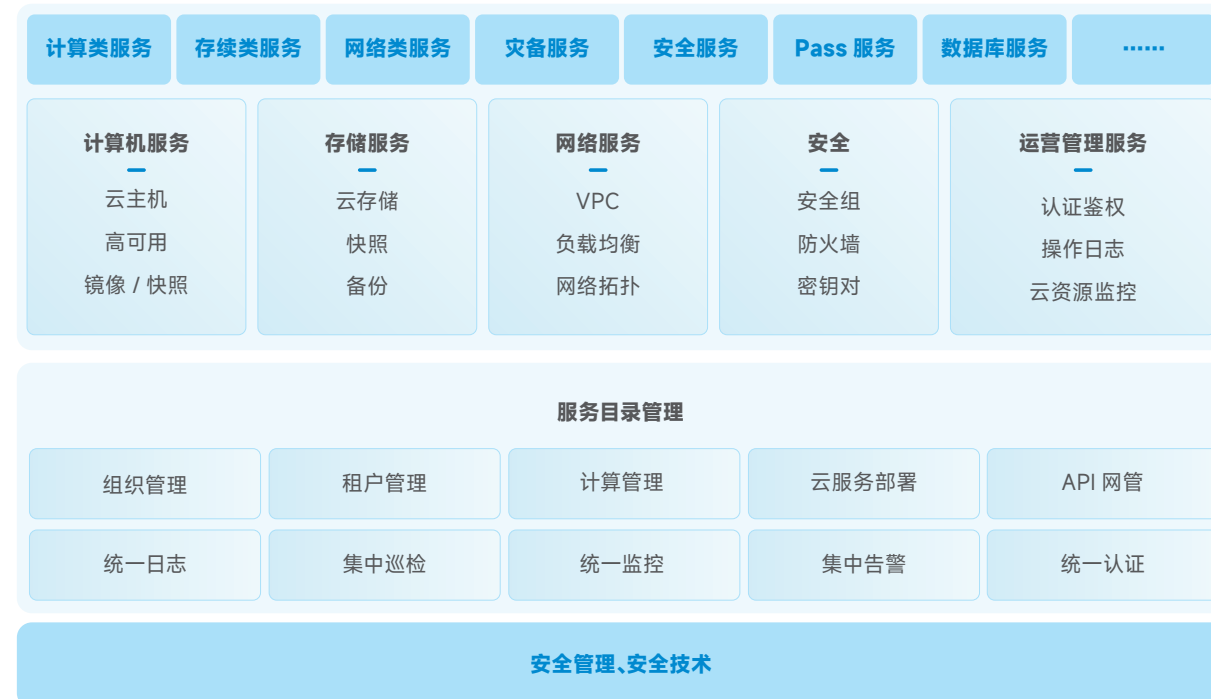 计算类服务
存续类服务
网络类服务
灾备服务
安全服务
Pass 服务
数据库服务
······
计算机服务
云主机
高可用
镜像 / 快照
存储服务
云存储
快照
备份
网络服务
VPC
负载均衡
网络拓扑
安全
安全组
防火墙
密钥对
运营管理服务
认证鉴权
操作日志
云资源监控
服务目录管理
组织管理
租户管理
计算管理
云服务部署
API 网管
统一日志
集中巡检
统一监控
集中告警
统一认证
安全管理、安全技术